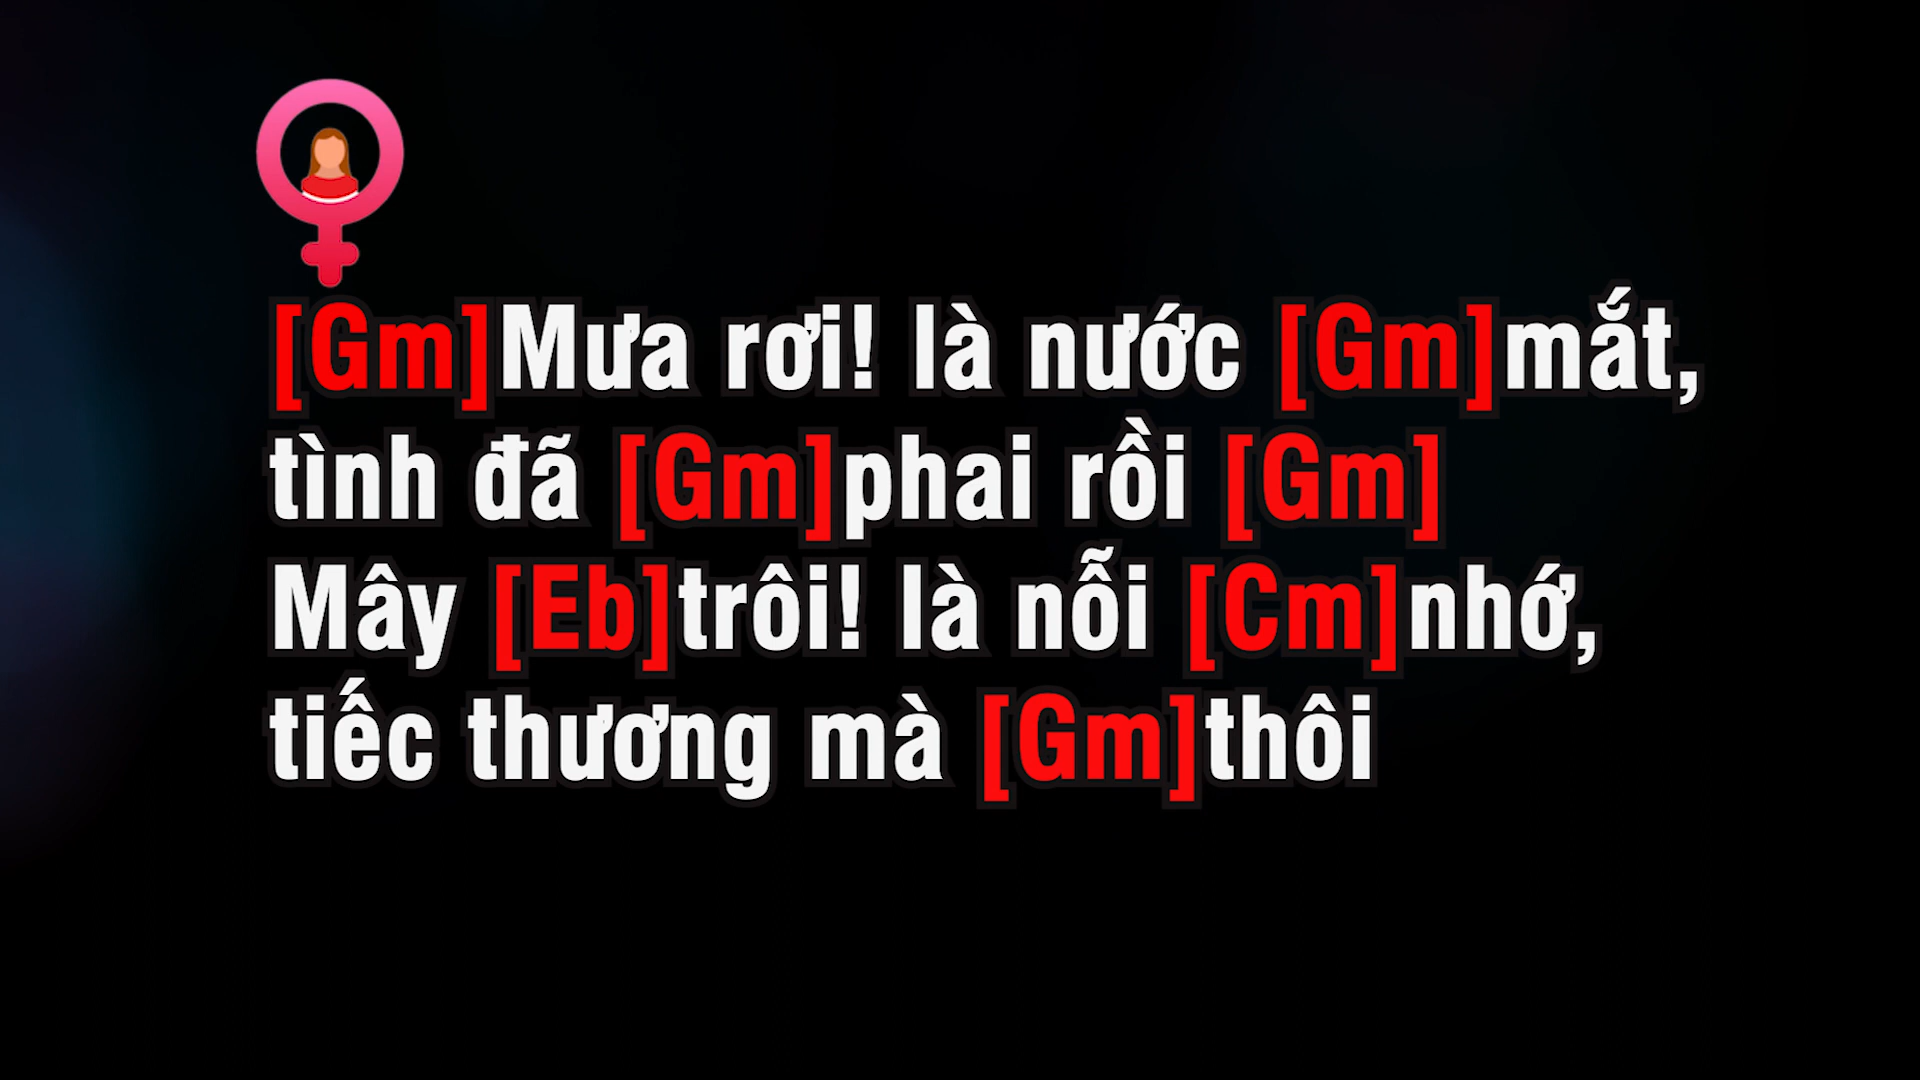 [Gm]Mưa rơi! là nước [Gm]mắt,
tình đã [Gm]phai rồi [Gm]
Mây [Eb]trôi! là nỗi [Cm]nhớ,
tiếc thương mà [Gm]thôi